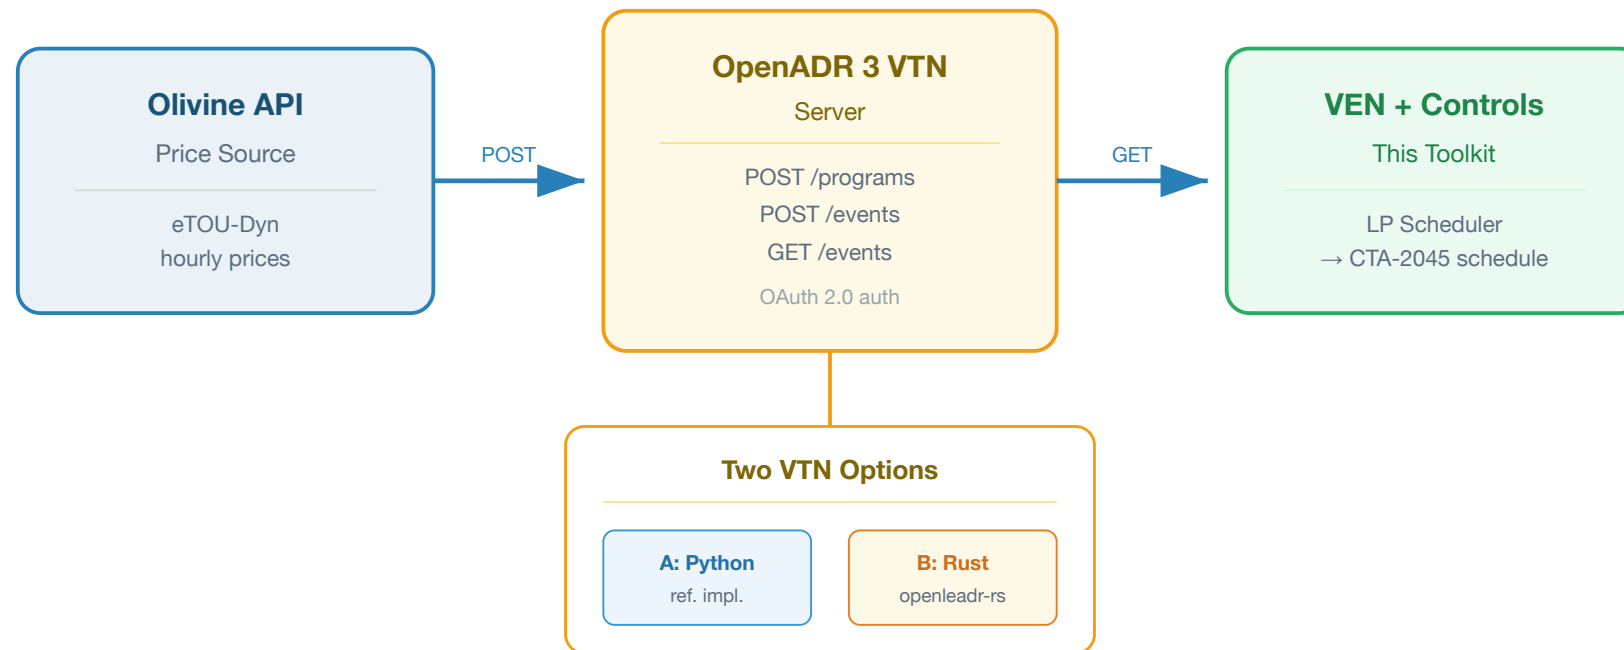 Olivine API
Price Source
eTOU-Dyn
hourly prices
POST
OpenADR 3 VTN
Server
POST /programs
POST /events
GET /events
OAuth 2.0 auth
GET
VEN + Controls
This Toolkit
LP Scheduler
→ CTA-2045 schedule
Two VTN Options
A: Python
ref. impl.
B: Rust
openleadr-rs